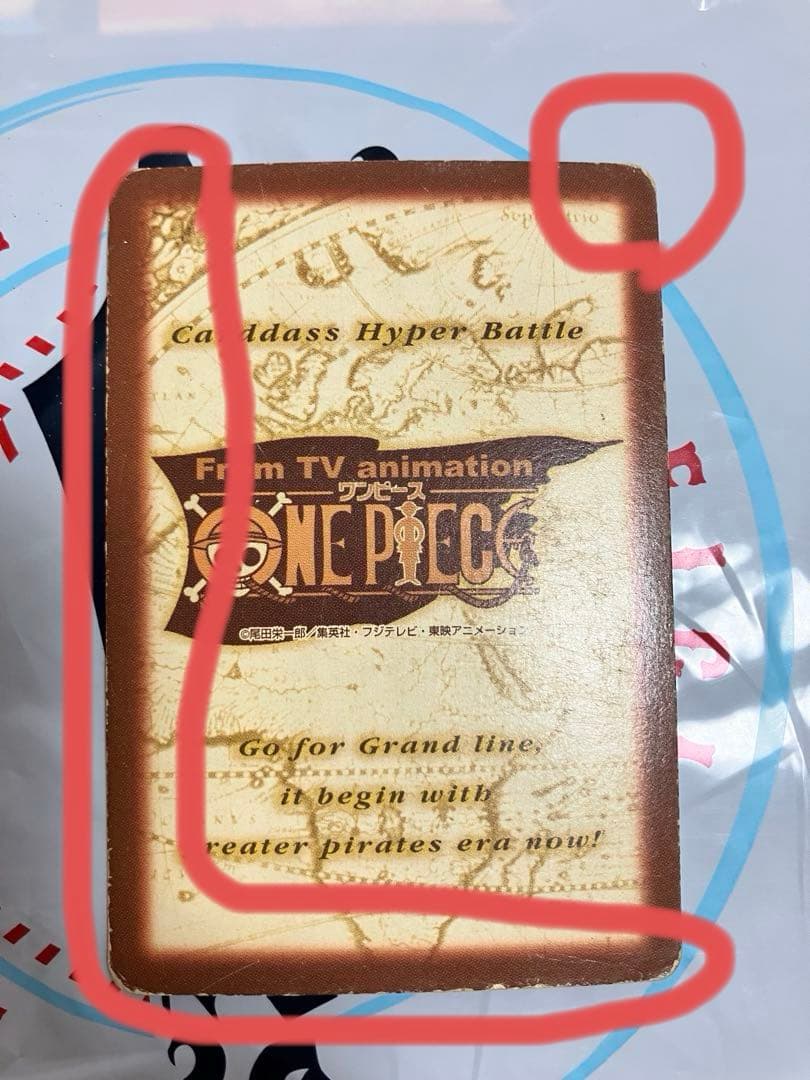 Carddass Hyper Battle
From TV animation
ワンピース
ONE PIECE
©尾田栄一郎／集英社・フジテレビ・東映アニメーション
Go for Grand line,
it begin with
greater pirates era now!